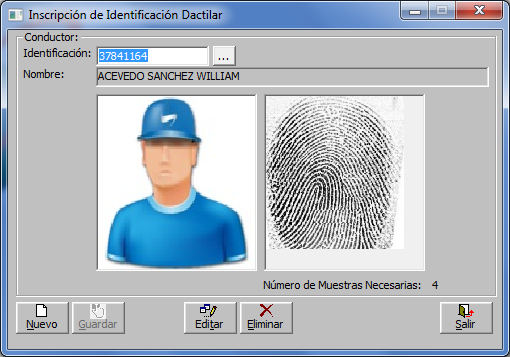 Inscripción de Identificación Dactilar
Conductor:
Identificación: 37841164 ...
Nombre: ACEVEDO SANCHEZ WILLIAM
Número de Muestras Necesarias: 4
Nuevo Guardar Editar Eliminar Salir